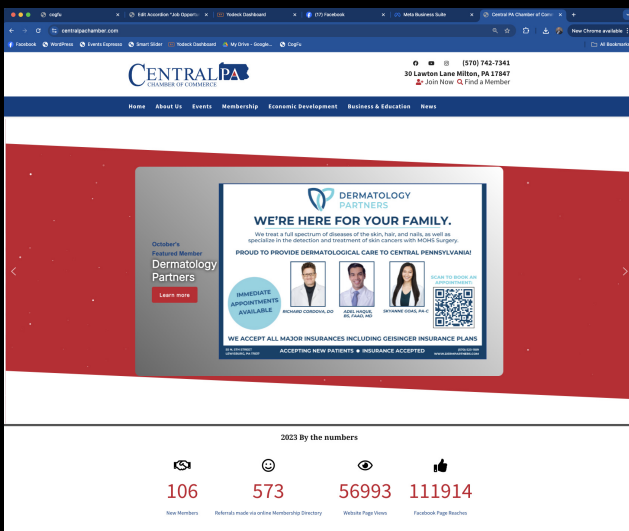 cogfu
Edit Accordion "Job Opportu
Yodeck Dashboard
(17) Facebook
Meta Business Suite
Central PA Chamber of Com
centralpachamber.com
New Chrome available
Facebook
WordPress
Events Espresso
Smart Slider
Yodeck Dashboard
My Drive - Google...
CogFu
All Bookmarks
CENTRAL PA
CHAMBER OF COMMERCE
(570) 742-7341
30 Lawton Lane Milton, PA 17847
Join Now Find a Member
Home About Us Events Membership Economic Development Business & Education News
October's
Featured Member
Dermatology
Partners
Learn more
DERMATOLOGY
PARTNERS
WE'RE HERE FOR YOUR FAMILY.
We treat a full spectrum of diseases of the skin, hair, and nails, as well as
specialize in the detection and treatment of skin cancers with MOHS Surgery.
PROUD TO PROVIDE DERMATOLOGICAL CARE TO CENTRAL PENNSYLVANIA!
IMMEDIATE
APPOINTMENTS
AVAILABLE
RICHARD CORDOVA, DO
ADEL HAQUE,
BS, FAAD, MD
SKYANNE GOAS, PA-C
SCAN TO BOOK AN
APPOINTMENT.
WE ACCEPT ALL MAJOR INSURANCES INCLUDING GEISINGER INSURANCE PLANS
ACCEPTING NEW PATIENTS • INSURANCE ACCEPTED
2023 By the numbers
106
New Members
573
Referrals made via online Membership Directory
56993
Website Page Views
111914
Facebook Page Reaches